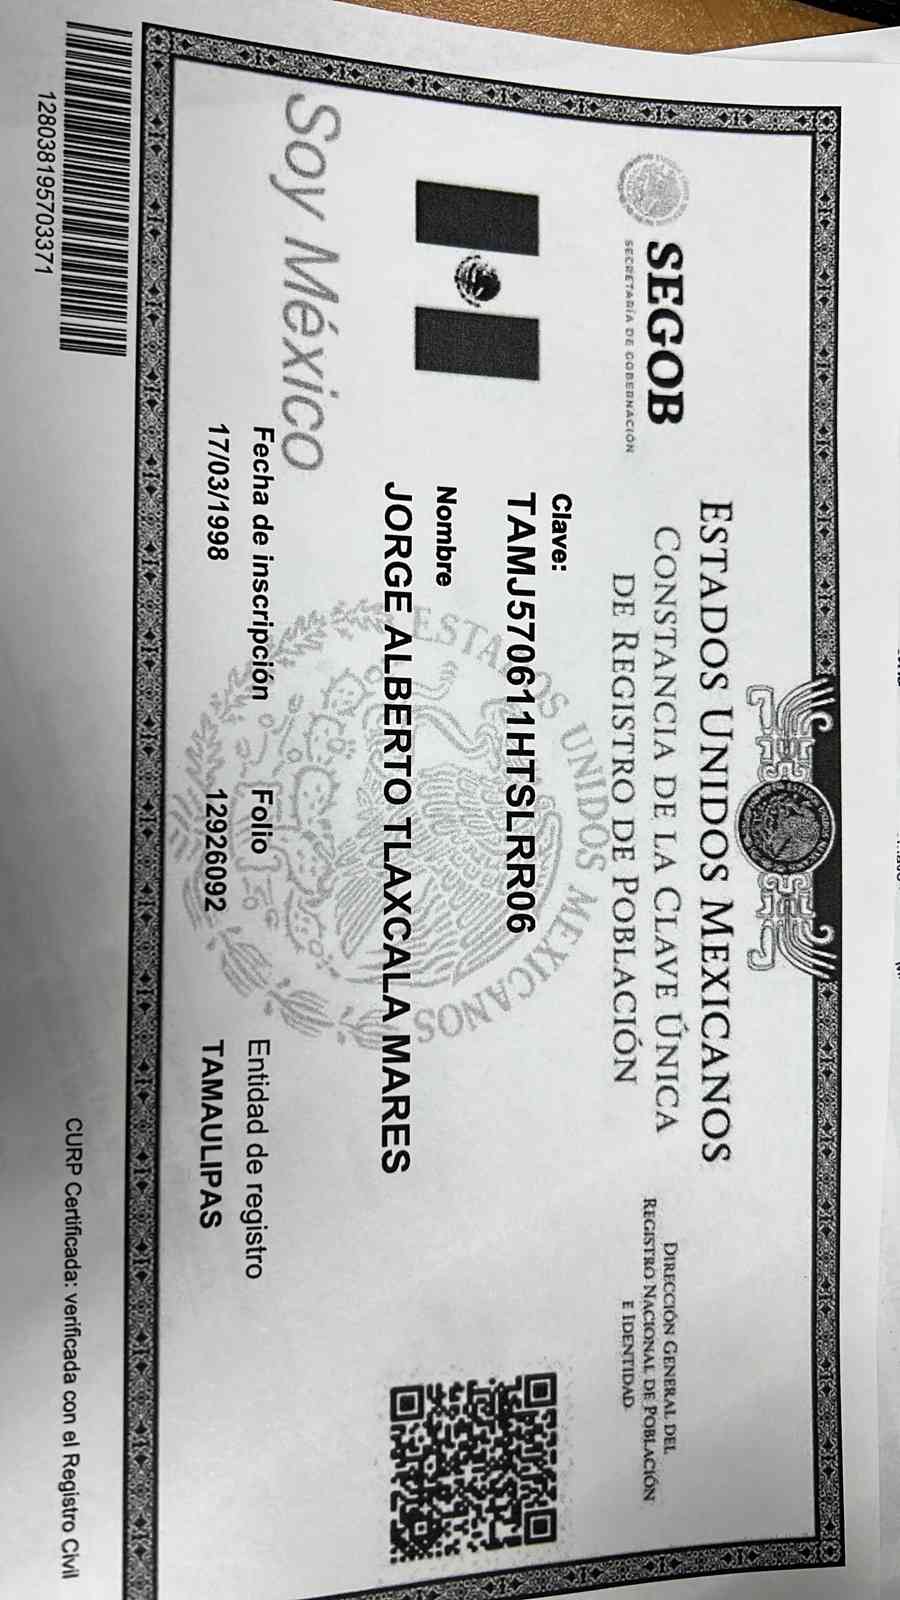 ESTADOS UNIDOS MEXICANOS
CONSTANCIA DE LA CLAVE ÚNICA
DE REGISTRO DE POBLACIÓN
SEGOB
SECRETARÍA DE GOBERNACIÓN
DIRECCIÓN GENERAL DEL
REGISTRO NACIONAL DE POBLACIÓN
E IDENTIDAD
Clave:
TAMJ570611HTSLRR06
Nombre
JORGE ALBERTO TLAXCALA MARES
ESTADOS UNIDOS MEXICANOS
Soy México
Fecha de inscripción
17/03/1998
Folio
12926092
Entidad de registro
TAMAULIPAS
128038195703371
CURP Certificada: verificada con el Registro Civil